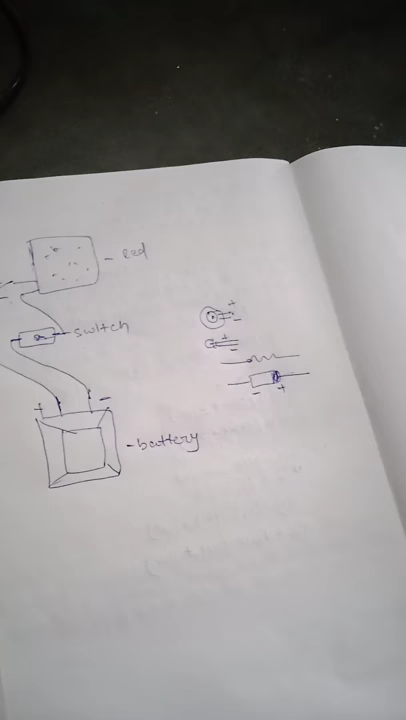 - led
- switch
+ -
- battery
+
-
+
-
- +